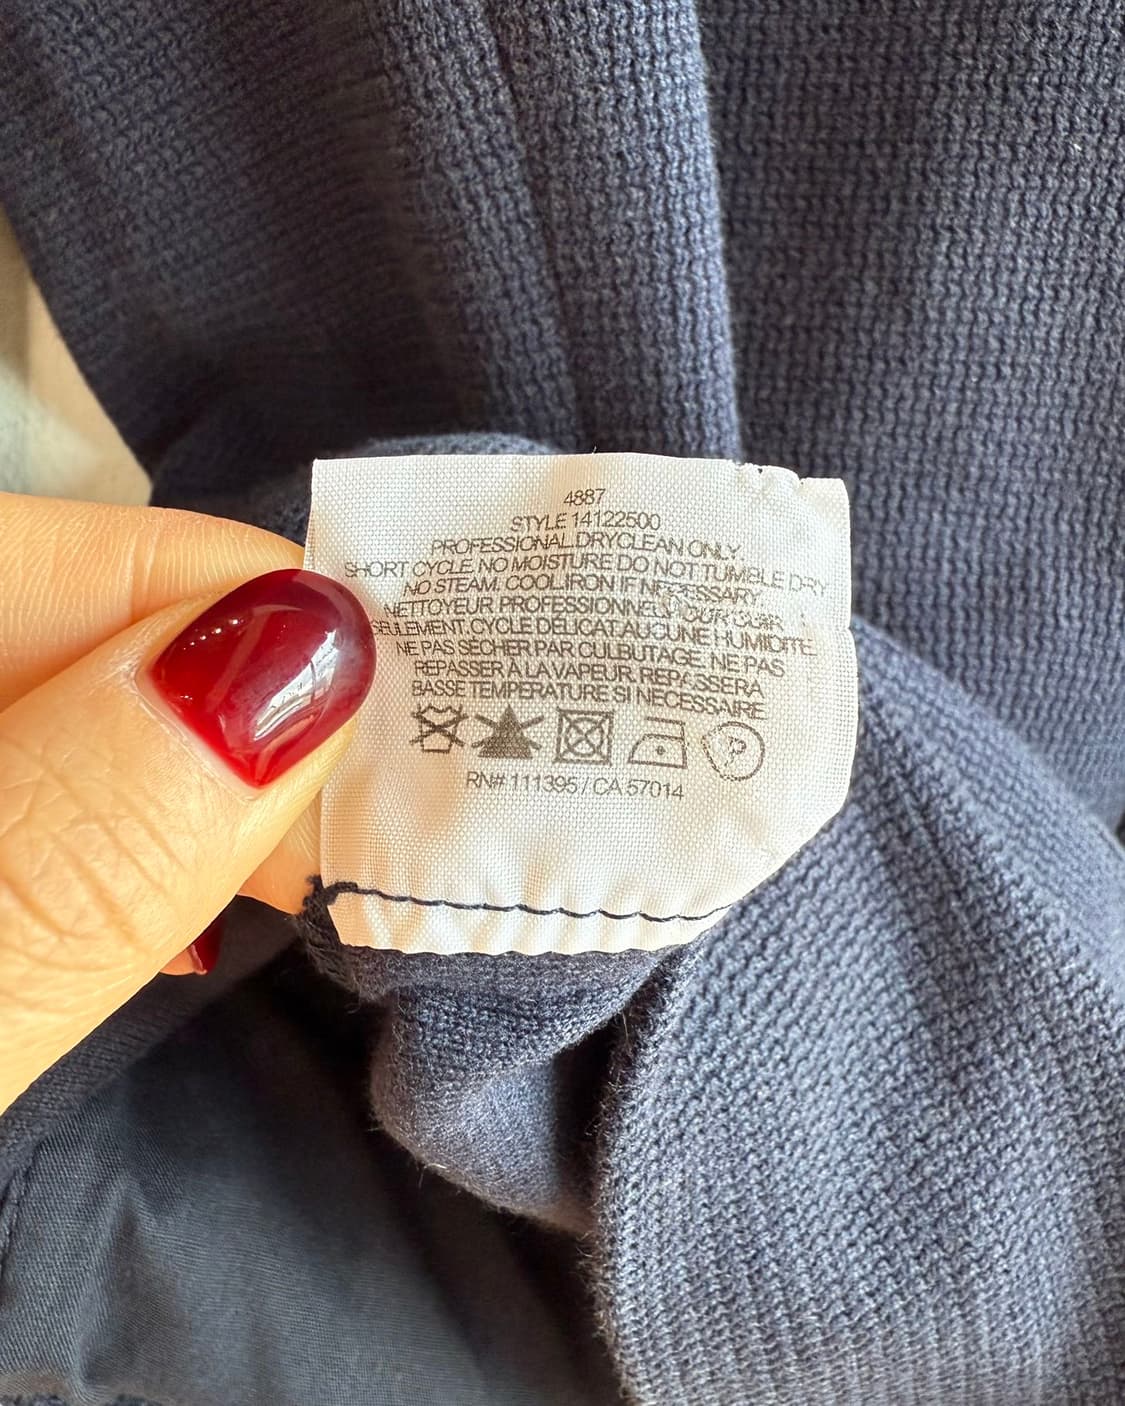 4887
STYLE 14122500
PROFESSIONAL DRYCLEAN ONLY.
SHORT CYCLE. NO MOISTURE DO NOT TUMBLE DRY
NO STEAM. COOL IRON IF NECESSARY.
NETTOYEUR PROFESSIONNEL POUR CUIR
SEULEMENT. CYCLE DÉLICAT.AUCUNE HUMIDITÉ.
NE PAS SÉCHER PAR CULBUTAGE. NE PAS
REPASSER À LA VAPEUR. REPASSER A
BASSE TEMPERATURE SI NECESSAIRE
P
RN# 111395 / CA 57014